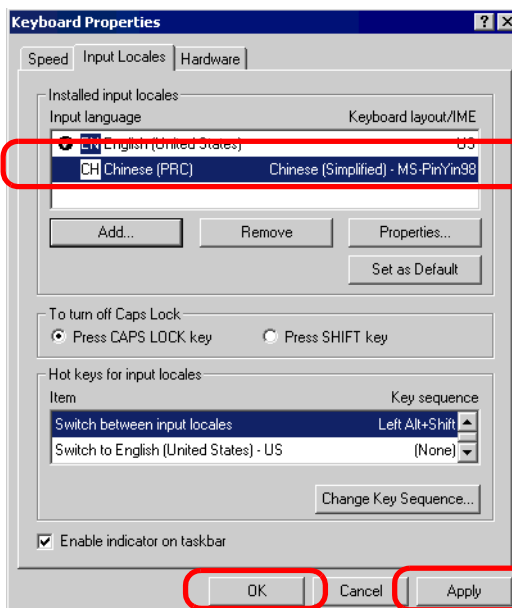 Keyboard Properties
Speed Input Locales Hardware
Installed input locales
Input language Keyboard layout/IME
EN English (United States) US
CH Chinese (PRC) Chinese (Simplified) - MS-PinYin98
Add... Remove Properties...
Set as Default
To turn off Caps Lock
Press CAPS LOCK key Press SHIFT key
Hot keys for input locales
Item Key sequence
Switch between input locales Left Alt+Shift
Switch to English (United States) - US (None)
Change Key Sequence...
Enable indicator on taskbar
OK Cancel Apply